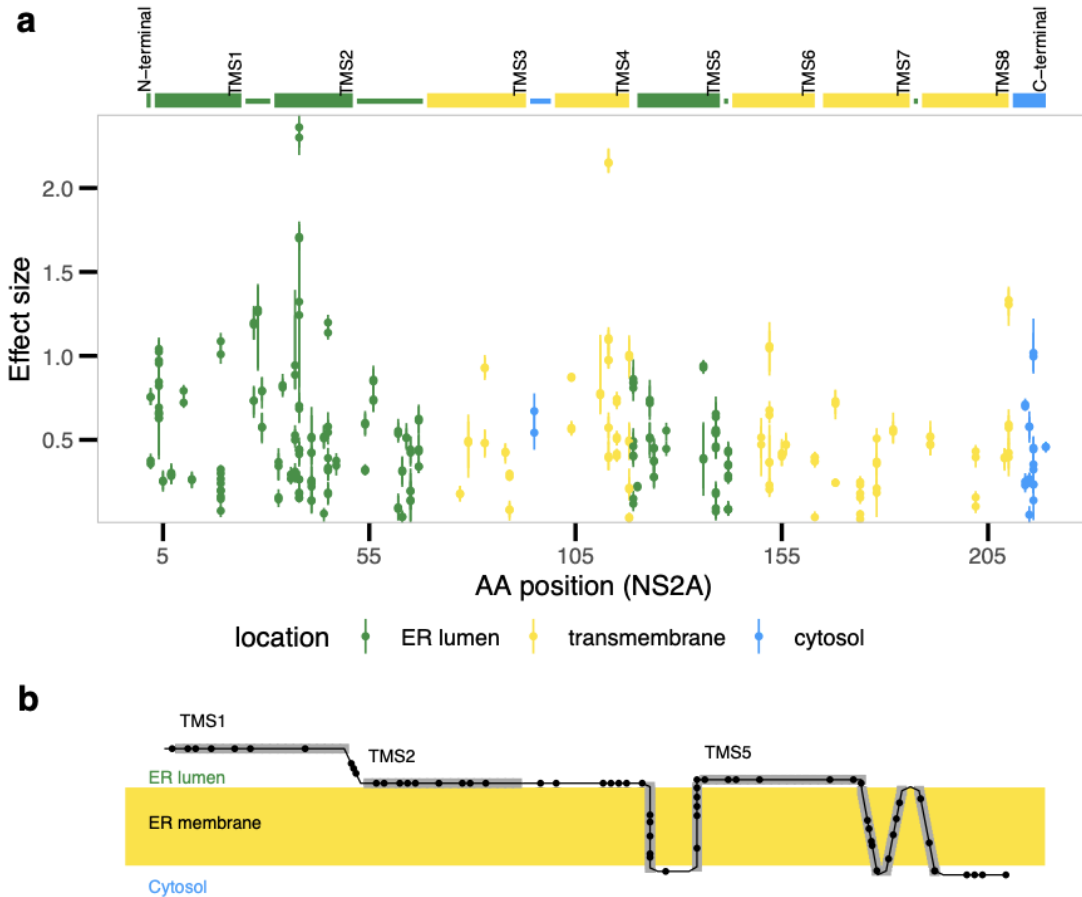 a
N-terminal
TMS1
TMS2
TMS3
TMS4
TMS5
TMS6
TMS7
TMS8
C-terminal
Effect size
2.0
1.5
1.0
0.5
5 55 105 155 205
AA position (NS2A)
location ER lumen transmembrane cytosol
b
TMS1
TMS2
TMS5
ER lumen
ER membrane
Cytosol